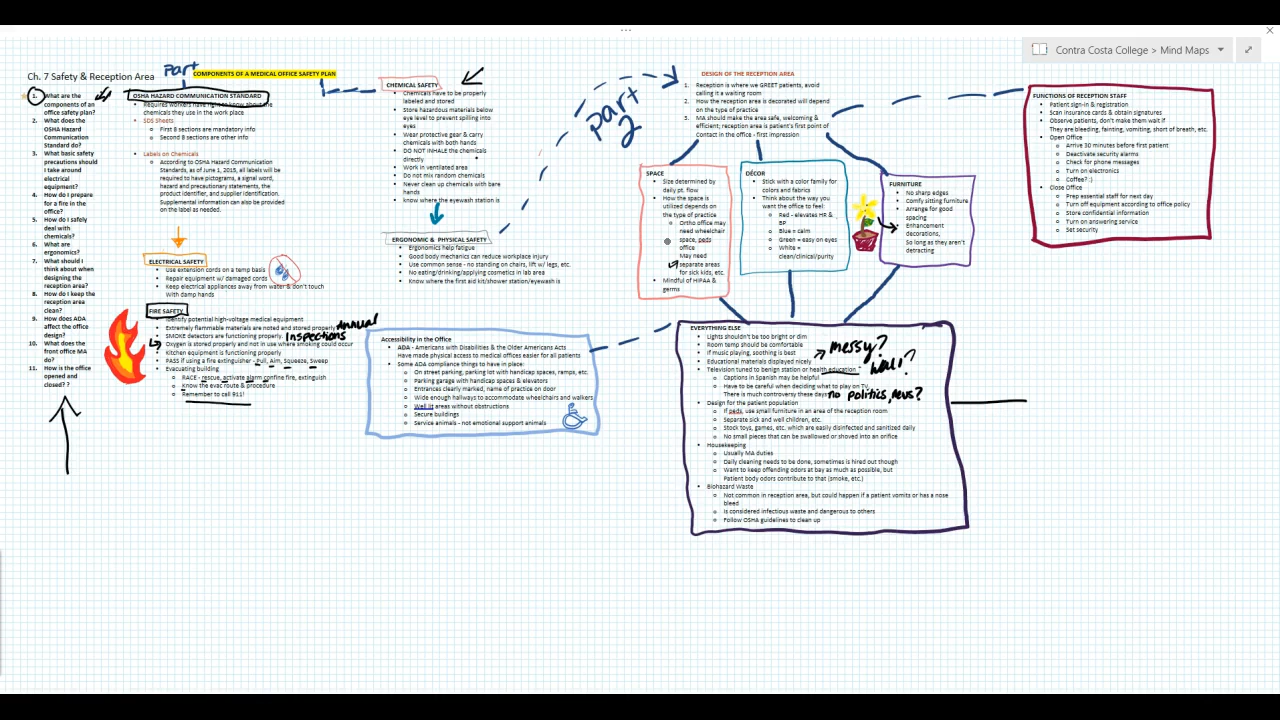 Contra Costa College > Mind Maps
Ch. 7 Safety & Reception Area
Part
COMPONENTS OF A MEDICAL OFFICE SAFETY PLAN
1. What are the
components of an
office safety plan?
2. What does the
OSHA Hazard
Communication
Standard do?
3. What basic safety
precautions should
I take around
electrical
equipment?
4. How do I prepare
for a fire in the
office?
5. How do I safely
deal with
chemicals?
6. What are
ergonomics?
7. What should I
think about when
designing the
reception area?
8. How do I keep the
reception area
clean?
9. How does ADA
affect the office
design?
10. What does the
front office MA
do?
11. How is the office
opened and
closed? ?
OSHA HAZARD COMMUNICATION STANDARD
Requires workers have right to know about the
chemicals they use in the work place
SDS Sheets
First 8 sections are mandatory info
Second 8 sections are other info
Labels on Chemicals
According to OSHA Hazard Communication
Standards, as of June 1, 2015, all labels will be
required to have pictograms, a signal word,
hazard and precautionary statements, the
product identifier, and supplier identification.
Supplemental information can also be provided
on the label as needed.
ELECTRICAL SAFETY
Use extension cords on a temp basis
Repair equipment w/ damaged cords
Keep electrical appliances away from water & don't touch
With damp hands
FIRE SAFETY
Identify potential high-voltage medical equipment
Extremely flammable materials are noted and stored properly
Annual
SMOKE detectors are functioning properly
Inspections
Oxygen is stored properly and not in use where smoking could occur
Kitchen equipment is functioning properly
PASS if using a fire extinguisher - Pull, Aim, Squeeze, Sweep
Evacuating building
RACE - rescue, activate alarm confine fire, extinguish
Know the evac route & procedure
Remember to call 911!
CHEMICAL SAFETY
Chemicals have to be properly
labeled and stored
Store hazardous materials below
eye level to prevent spilling into
eyes
Wear protective gear & carry
chemicals with both hands
DO NOT INHALE the chemicals
directly
Work in ventilated area
Do not mix random chemicals
Never clean up chemicals with bare
hands
know where the eyewash station is
ERGONOMIC & PHYSICAL SAFETY
Ergonomics help fatigue
Good body mechanics can reduce workplace injury
Use common sense - no standing on chairs, lift w/ legs, etc.
No eating/drinking/applying cosmetics in lab area
Know where the first aid kit/shower station/eyewash is
Accessibility in the Office
ADA - Americans with Disabilities & the Older Americans Acts
Have made physical access to medical offices easier for all patients
Some ADA compliance things to have in place:
On street parking, parking lot with handicap spaces, ramps, etc.
Parking garage with handicap spaces & elevators
Entrances clearly marked, name of practice on door
Wide enough hallways to accommodate wheelchairs and walkers
Well lit areas without obstructions
Secure buildings
Service animals - not emotional support animals
part
2
DESIGN OF THE RECEPTION AREA
1. Reception is where we GREET patients, avoid
calling it a waiting room
2. How the reception area is decorated will depend
on the type of practice
3. MA should make the area safe, welcoming &
efficient; reception area is patient's first point of
Contact in the office - first impression
SPACE
Size determined by
daily pt. flow
How the space is
utilized depends on
the type of practice
Ortho office may
need wheelchair
space, peds
office
May need
separate areas
for sick kids, etc.
Mindful of HIPAA &
germs
DÉCOR
Stick with a color family for
colors and fabrics
Think about the way you
want the office to feel:
Red - elevates HR &
BP
Blue = calm
Green = easy on eyes
White =
clean/clinical/purity
FURNITURE
No sharp edges
Comfy sitting furniture
Arrange for good
spacing
Enhancement
decorations,
So long as they aren't
detracting
EVERYTHING ELSE
Lights shouldn't be too bright or dim
Room temp should be comfortable
If music playing, soothing is best
Educational materials displayed nicely
messy?
Television tuned to benign station or health education
Wall?
Captions in Spanish may be helpful
Have to be careful when deciding what to play on TV.
There is much controversy these days
no politics, news?
Design for the patient population
If peds, use small furniture in an area of the reception room
Separate sick and well children, etc.
Stock toys, games, etc. which are easily disinfected and sanitized daily
No small pieces that can be swallowed or shoved into an orifice
Housekeeping
Usually MA duties
Daily cleaning needs to be done, sometimes is hired out though
Want to keep offending odors at bay as much as possible, but
Patient body odors contribute to that (smoke, etc.)
Biohazard Waste
Not common in reception area, but could happen if a patient vomits or has a nose
bleed
Is considered infectious waste and dangerous to others
Follow OSHA guidelines to clean up
FUNCTIONS OF RECEPTION STAFF
Patient sign-in & registration
Scan insurance cards & obtain signatures
Observe patients, don't make them wait if
They are bleeding, fainting, vomiting, short of breath, etc.
Open Office
Arrive 30 minutes before first patient
Deactivate security alarms
Check for phone messages
Turn on electronics
Coffee? :)
Close Office
Prep essential staff for next day
Turn off equipment according to office policy
Store confidential information
Turn on answering service
Set security